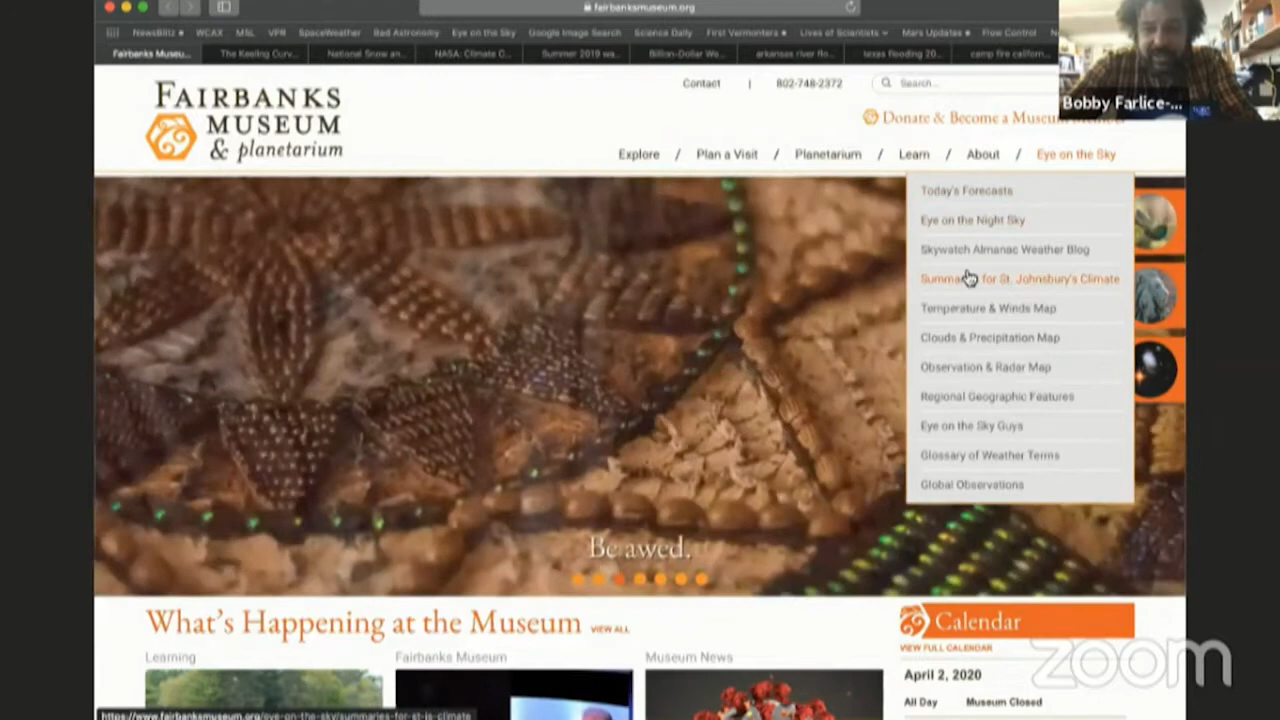 fairbanksmuseum.org
NewsBlitz WCAX MSL VPR SpaceWeather Bad Astronomy Eye on the Sky Google Image Search Science Daily First Vermonters Lives of Scientists Mars Updates Flow Control N
Fairbanks Museu... The Keeling Curv... National Snow an... NASA: Climate C... Summer 2019 wa... Billion-Dollar We... arkansas river flo... texas flooding 20... camp fire californ...
Bobby Farlice-...
Contact | 802-748-2372 Search...
FAIRBANKS
MUSEUM
& planetarium
Donate & Become a Museum
Explore / Plan a Visit / Planetarium / Learn / About / Eye on the Sky
Today's Forecasts
Eye on the Night Sky
Skywatch Almanac Weather Blog
Summa for St. Johnsbury's Climate
Temperature & Winds Map
Clouds & Precipitation Map
Observation & Radar Map
Regional Geographic Features
Eye on the Sky Guys
Glossary of Weather Terms
Global Observations
Be awed.
What's Happening at the Museum VIEW ALL
Calendar
VIEW FULL CALENDAR
Learning
Fairbanks Museum
Museum News
April 2, 2020
All Day Museum Closed
zoom
https://www.fairbanksmuseum.org/eye-on-the-sky/summaries-for-st-js-climate